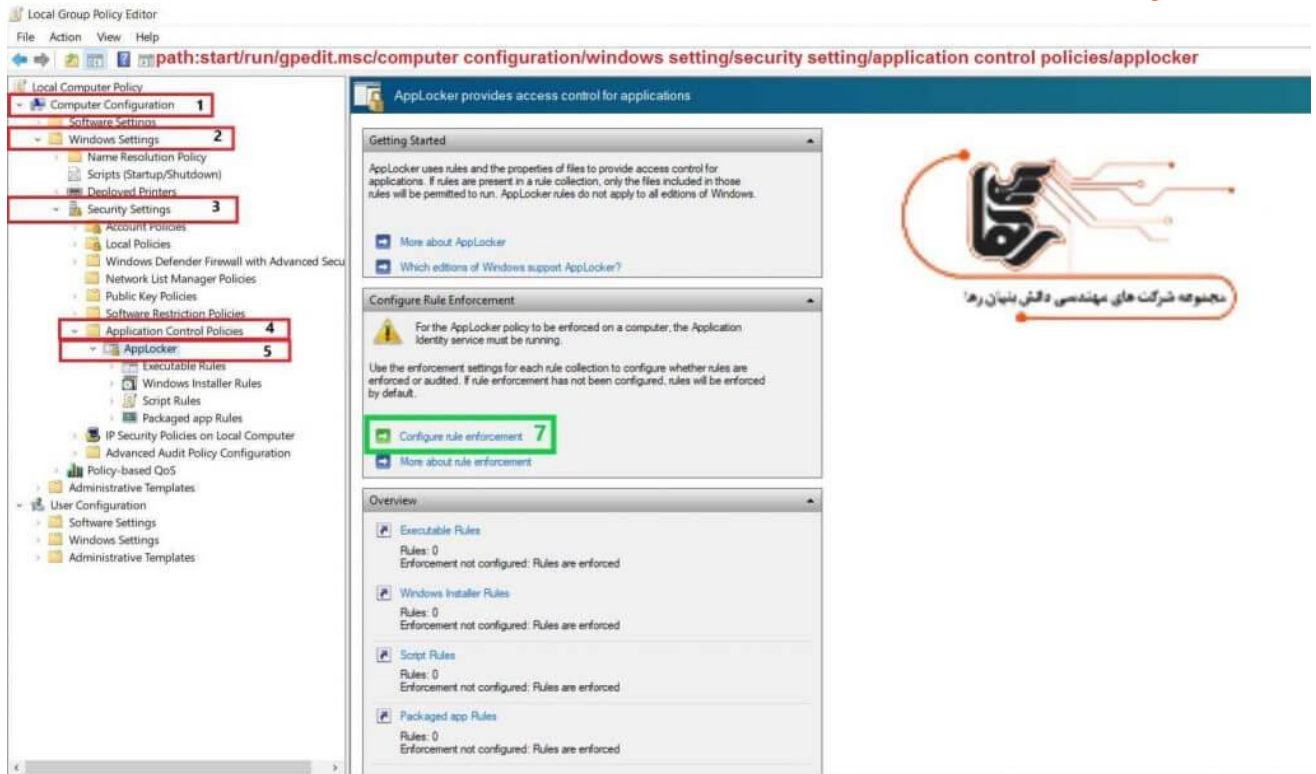 Local Group Policy Editor
File Action View Help
path:start/run/gpedit.msc/computer configuration/windows setting/security setting/application control policies/applocker
Local Computer Policy
Computer Configuration 1
Software Settings
Windows Settings 2
Name Resolution Policy
Scripts (Startup/Shutdown)
Deployed Printers
Security Settings 3
Account Policies
Local Policies
Windows Defender Firewall with Advanced Secu
Network List Manager Policies
Public Key Policies
Software Restriction Policies
Application Control Policies 4
AppLocker 5
Executable Rules
Windows Installer Rules
Script Rules
Packaged app Rules
IP Security Policies on Local Computer
Advanced Audit Policy Configuration
Policy-based QoS
Administrative Templates
User Configuration
Software Settings
Windows Settings
Administrative Templates
AppLocker provides access control for applications
Getting Started
AppLocker uses rules and the properties of files to provide access control for
applications. If rules are present in a rule collection, only the files included in those
rules will be permitted to run. AppLocker rules do not apply to all editions of Windows.
More about AppLocker
Which editions of Windows support AppLocker?
Configure Rule Enforcement
For the AppLocker policy to be enforced on a computer, the Application
Identity service must be running.
Use the enforcement settings for each rule collection to configure whether rules are
enforced or audited. If rule enforcement has not been configured, rules will be enforced
by default.
Configure rule enforcement 7
More about rule enforcement
Overview
Executable Rules
Rules: 0
Enforcement not configured: Rules are enforced
Windows Installer Rules
Rules: 0
Enforcement not configured: Rules are enforced
Script Rules
Rules: 0
Enforcement not configured: Rules are enforced
Packaged app Rules
Rules: 0
Enforcement not configured: Rules are enforced
رها
مجموعه شرکت های مهندسی دانش بنیان رها